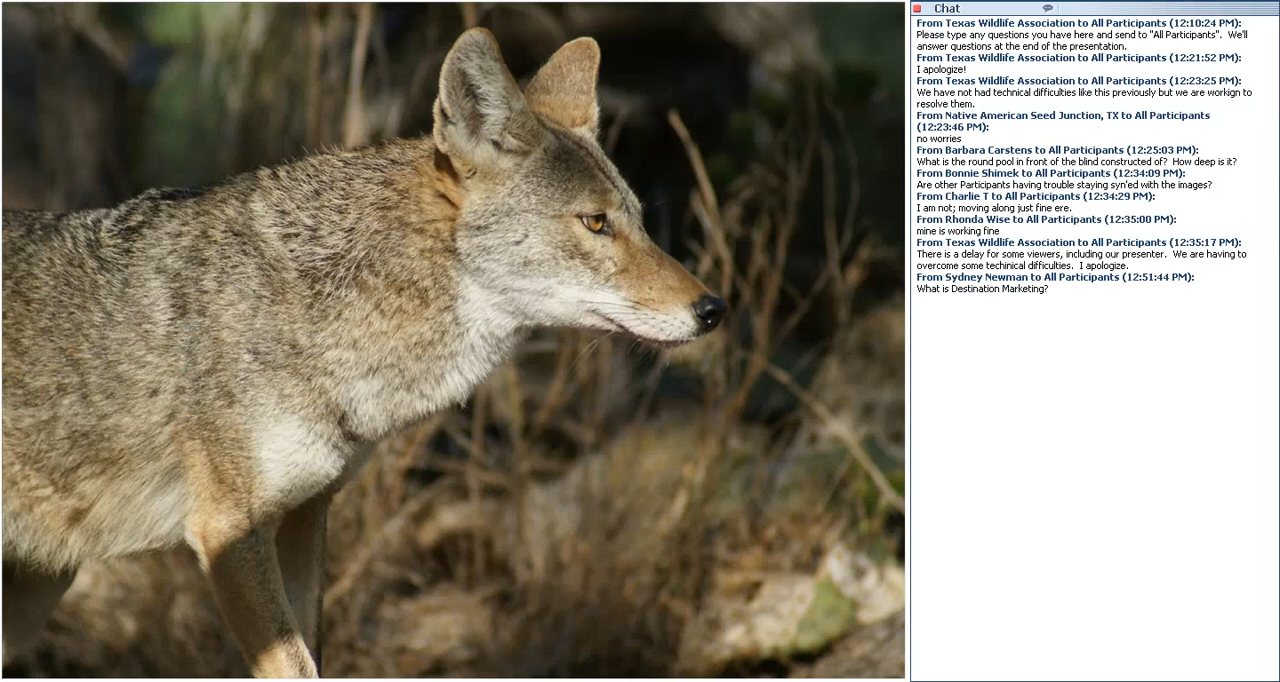 Chat
From Texas Wildlife Association to All Participants (12:10:24 PM):
Please type any questions you have here and send to "All Participants". We'll
answer questions at the end of the presentation.
From Texas Wildlife Association to All Participants (12:21:52 PM):
I apologize!
From Texas Wildlife Association to All Participants (12:23:25 PM):
We have not had technical difficulties like this previously but we are workign to
resolve them.
From Native American Seed Junction, TX to All Participants
(12:23:46 PM):
no worries
From Barbara Carstens to All Participants (12:25:03 PM):
What is the round pool in front of the blind constructed of? How deep is it?
From Bonnie Shimek to All Participants (12:34:09 PM):
Are other Participants having trouble staying syn'ed with the images?
From Charlie T to All Participants (12:34:29 PM):
I am not; moving along just fine ere.
From Rhonda Wise to All Participants (12:35:00 PM):
mine is working fine
From Texas Wildlife Association to All Participants (12:35:17 PM):
There is a delay for some viewers, including our presenter. We are having to
overcome some techinical difficulties. I apologize.
From Sydney Newman to All Participants (12:51:44 PM):
What is Destination Marketing?